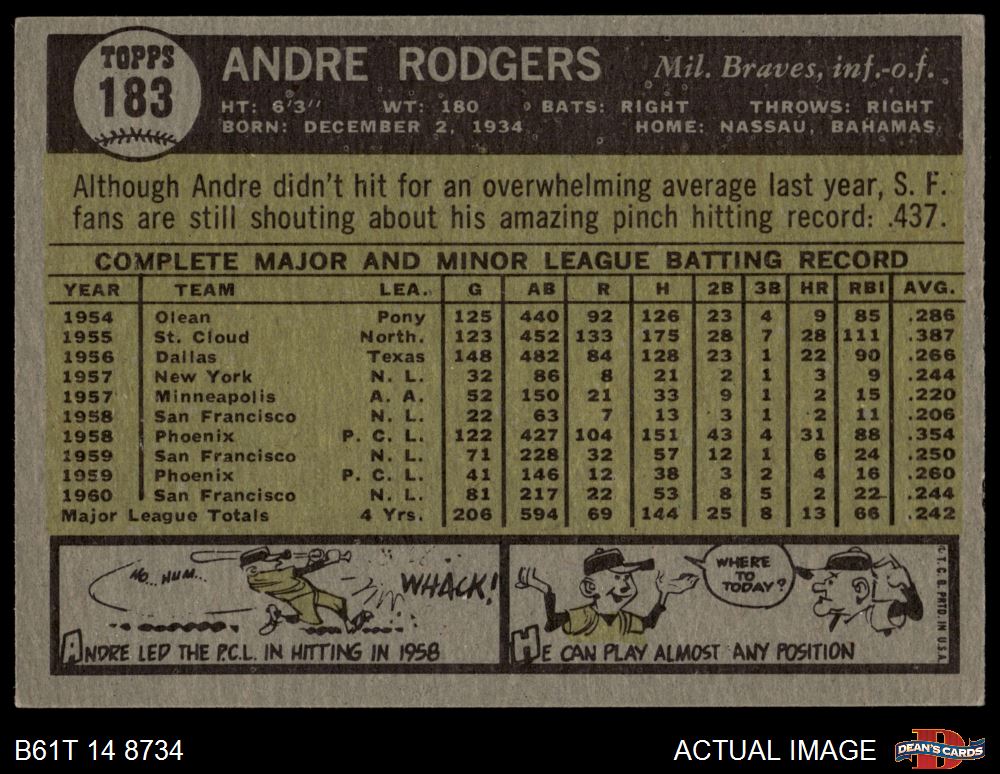 TOPPS
183
ANDRE RODGERS
Mil. Braves, inf.-o.f.
HT: 6'3" WT: 180 BATS: RIGHT THROWS: RIGHT
BORN: DECEMBER 2, 1934 HOME: NASSAU, BAHAMAS
Although Andre didn't hit for an overwhelming average last year, S. F.
fans are still shouting about his amazing pinch hitting record: .437.
COMPLETE MAJOR AND MINOR LEAGUE BATTING RECORD
YEAR TEAM LEA. G AB R H 2B 3B HR RBI AVG.
1954 Olean Pony 125 440 92 126 23 4 9 85 .286
1955 St. Cloud North. 123 452 133 175 28 7 28 111 .387
1956 Dallas Texas 148 482 84 128 23 1 22 90 .266
1957 New York N. L. 32 86 8 21 2 1 3 9 .244
1957 Minneapolis A. A. 52 150 21 33 9 1 2 15 .220
1958 San Francisco N. L. 22 63 7 13 3 1 2 11 .206
1958 Phoenix P. C. L. 122 427 104 151 43 4 31 88 .354
1959 San Francisco N. L. 71 228 32 57 12 1 6 24 .250
1959 Phoenix P. C. L. 41 146 12 38 3 2 4 16 .260
1960 San Francisco N. L. 81 217 22 53 8 5 2 22 .244
Major League Totals 4 Yrs. 206 594 69 144 25 8 13 66 .242
HO.. HUM...
WHACK!
ANDRE LED THE P.C.L. IN HITTING IN 1958
WHERE
TO
TODAY?
HE CAN PLAY ALMOST ANY POSITION
© T. C. G. PRTD. IN U.S.A.
B61T 14 8734
ACTUAL IMAGE
D
DEAN'S CARDS